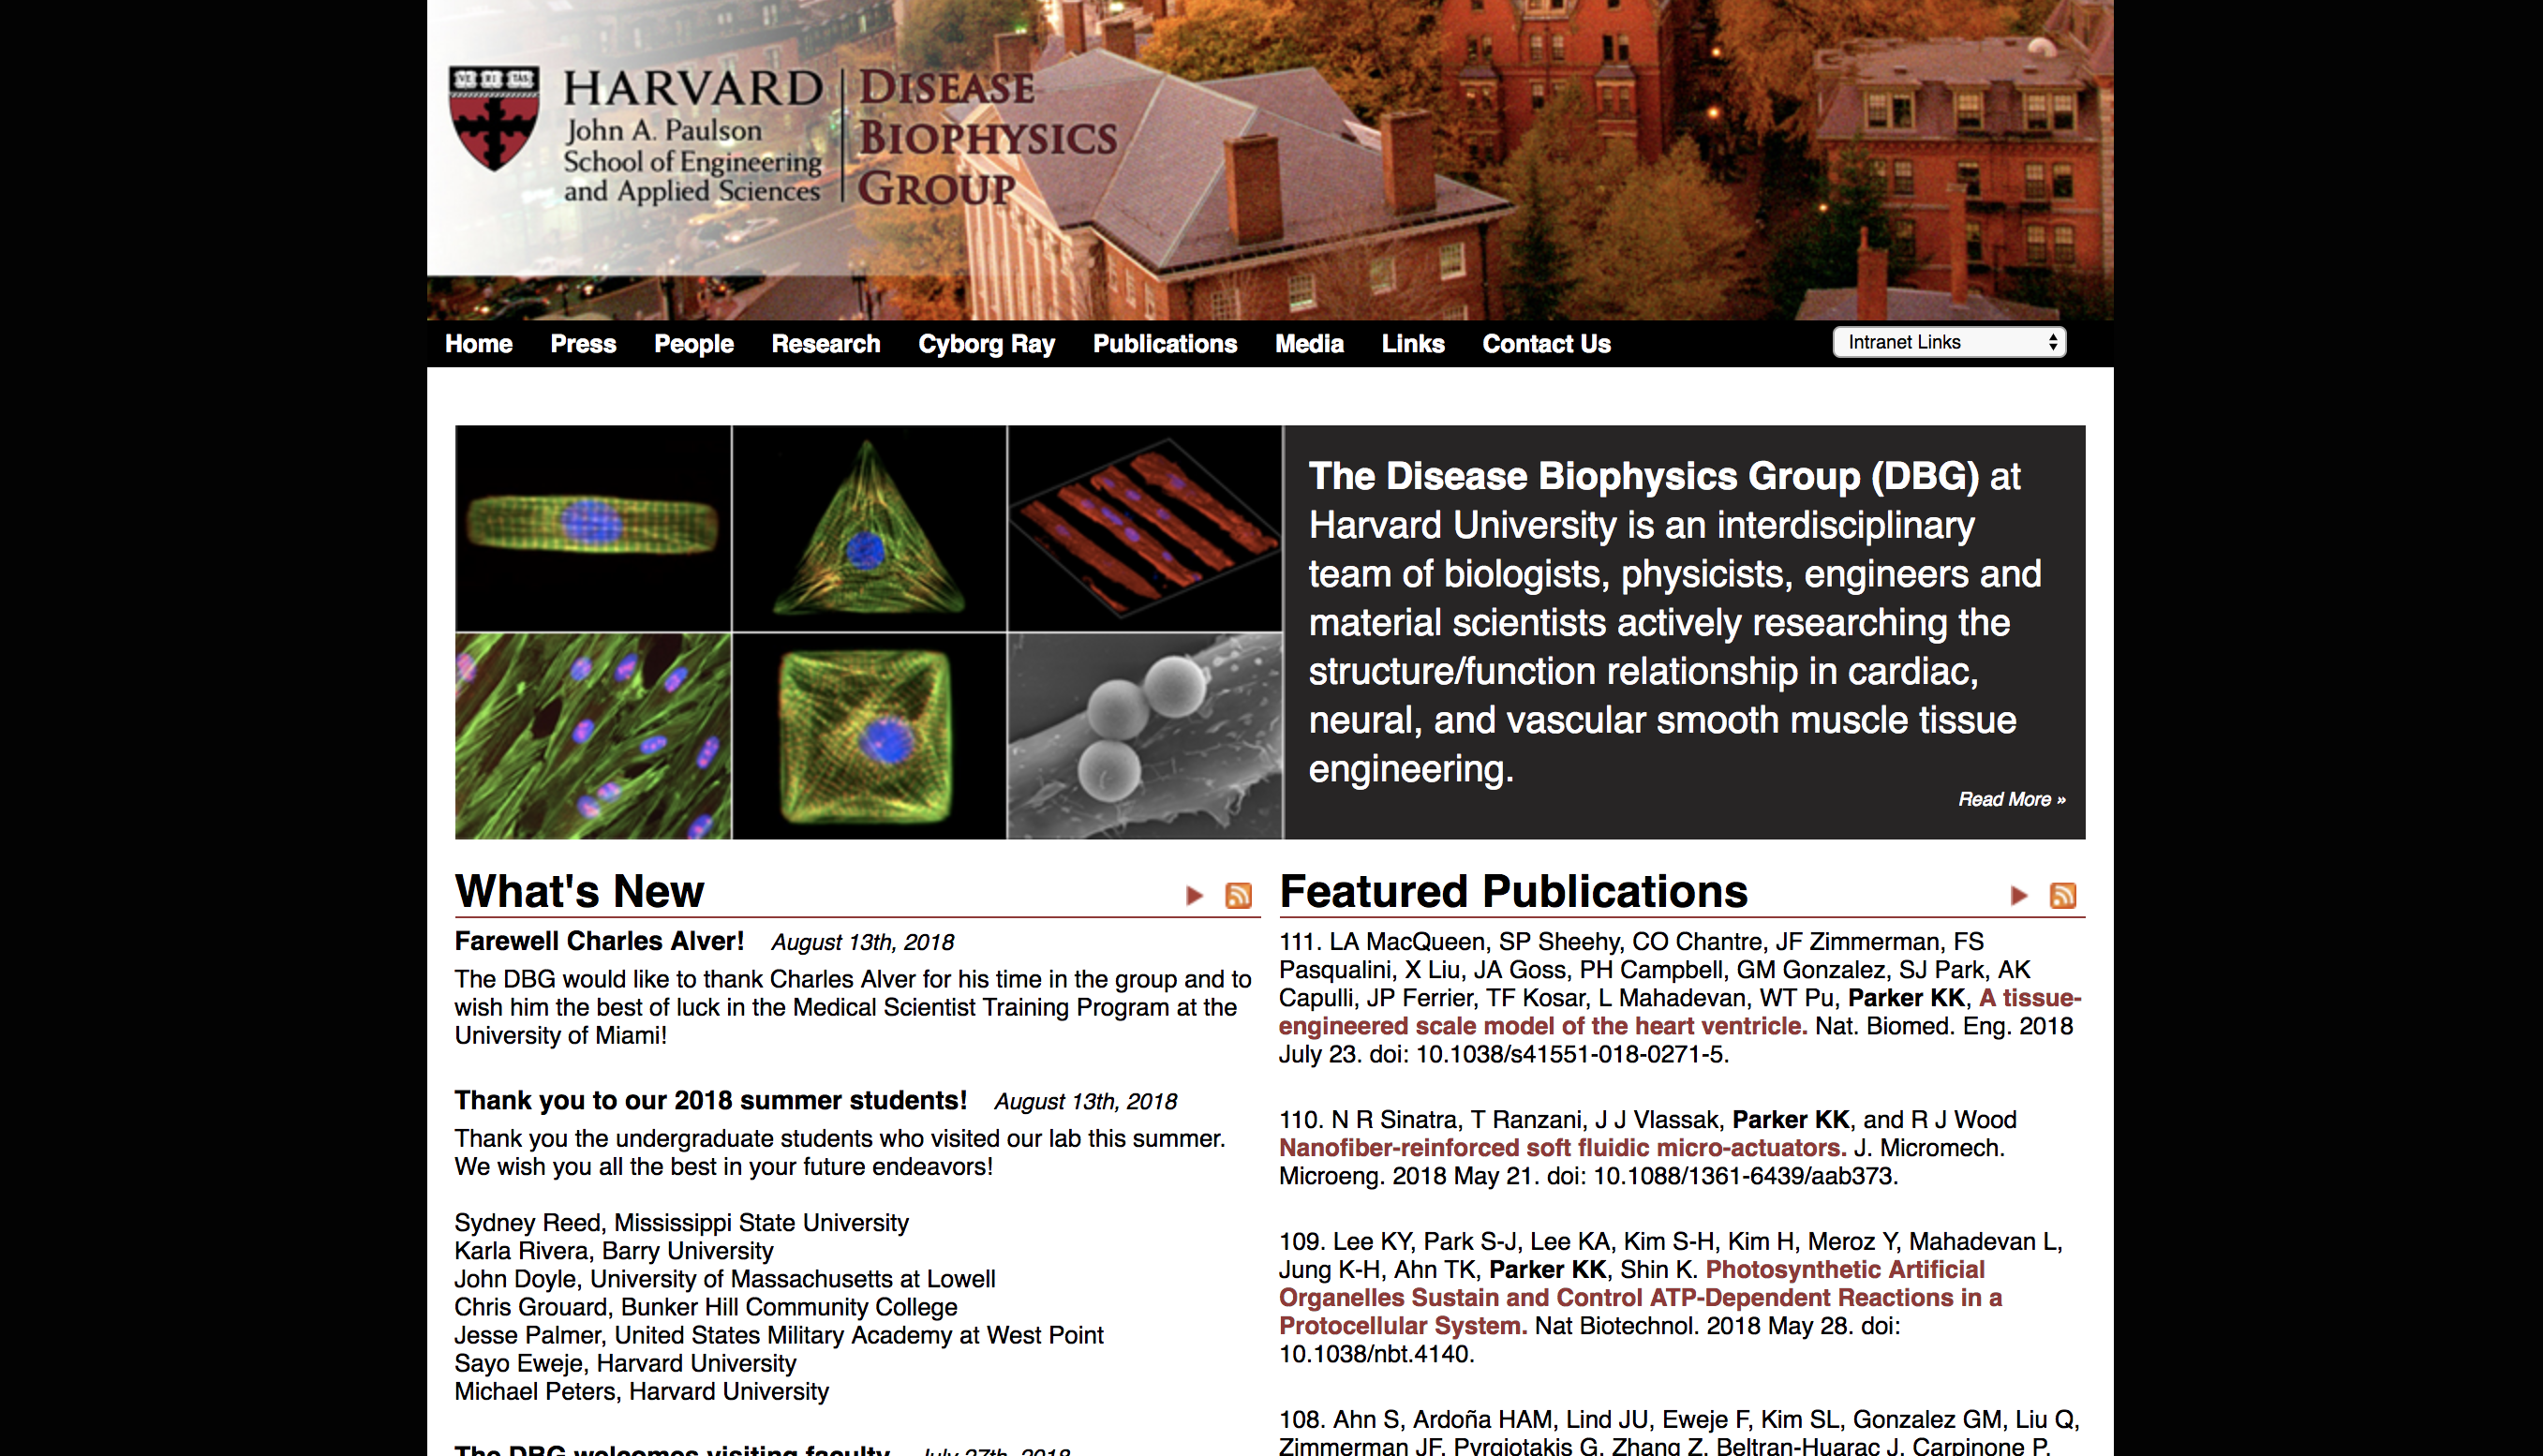 VE RI TAS
HARVARD
John A. Paulson
School of Engineering
and Applied Sciences
DISEASE
BIOPHYSICS
GROUP
Home Press People Research Cyborg Ray Publications Media Links Contact Us Intranet Links
The Disease Biophysics Group (DBG) at
Harvard University is an interdisciplinary
team of biologists, physicists, engineers and
material scientists actively researching the
structure/function relationship in cardiac,
neural, and vascular smooth muscle tissue
engineering.
Read More »
What's New
Farewell Charles Alver! August 13th, 2018
The DBG would like to thank Charles Alver for his time in the group and to
wish him the best of luck in the Medical Scientist Training Program at the
University of Miami!
Thank you to our 2018 summer students! August 13th, 2018
Thank you the undergraduate students who visited our lab this summer.
We wish you all the best in your future endeavors!
Sydney Reed, Mississippi State University
Karla Rivera, Barry University
John Doyle, University of Massachusetts at Lowell
Chris Grouard, Bunker Hill Community College
Jesse Palmer, United States Military Academy at West Point
Sayo Eweje, Harvard University
Michael Peters, Harvard University
The DBG welcomes visiting faculty July 27th, 2018
Featured Publications
111. LA MacQueen, SP Sheehy, CO Chantre, JF Zimmerman, FS
Pasqualini, X Liu, JA Goss, PH Campbell, GM Gonzalez, SJ Park, AK
Capulli, JP Ferrier, TF Kosar, L Mahadevan, WT Pu, Parker KK, A tissue-
engineered scale model of the heart ventricle. Nat. Biomed. Eng. 2018
July 23. doi: 10.1038/s41551-018-0271-5.
110. N R Sinatra, T Ranzani, J J Vlassak, Parker KK, and R J Wood
Nanofiber-reinforced soft fluidic micro-actuators. J. Micromech.
Microeng. 2018 May 21. doi: 10.1088/1361-6439/aab373.
109. Lee KY, Park S-J, Lee KA, Kim S-H, Kim H, Meroz Y, Mahadevan L,
Jung K-H, Ahn TK, Parker KK, Shin K. Photosynthetic Artificial
Organelles Sustain and Control ATP-Dependent Reactions in a
Protocellular System. Nat Biotechnol. 2018 May 28. doi:
10.1038/nbt.4140.
108. Ahn S, Ardoña HAM, Lind JU, Eweje F, Kim SL, Gonzalez GM, Liu Q,
Zimmerman JF, Pyrgiotakis G, Zhang Z, Beltran-Huarac J, Carpinone P,